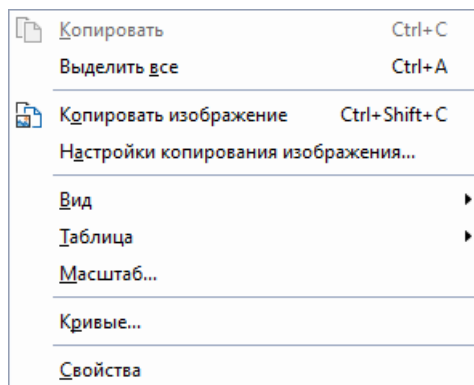 Копировать Ctrl+C
Выделить все Ctrl+A
Копировать изображение Ctrl+Shift+C
Настройки копирования изображения...
Вид
Таблица
Масштаб...
Кривые...
Свойства